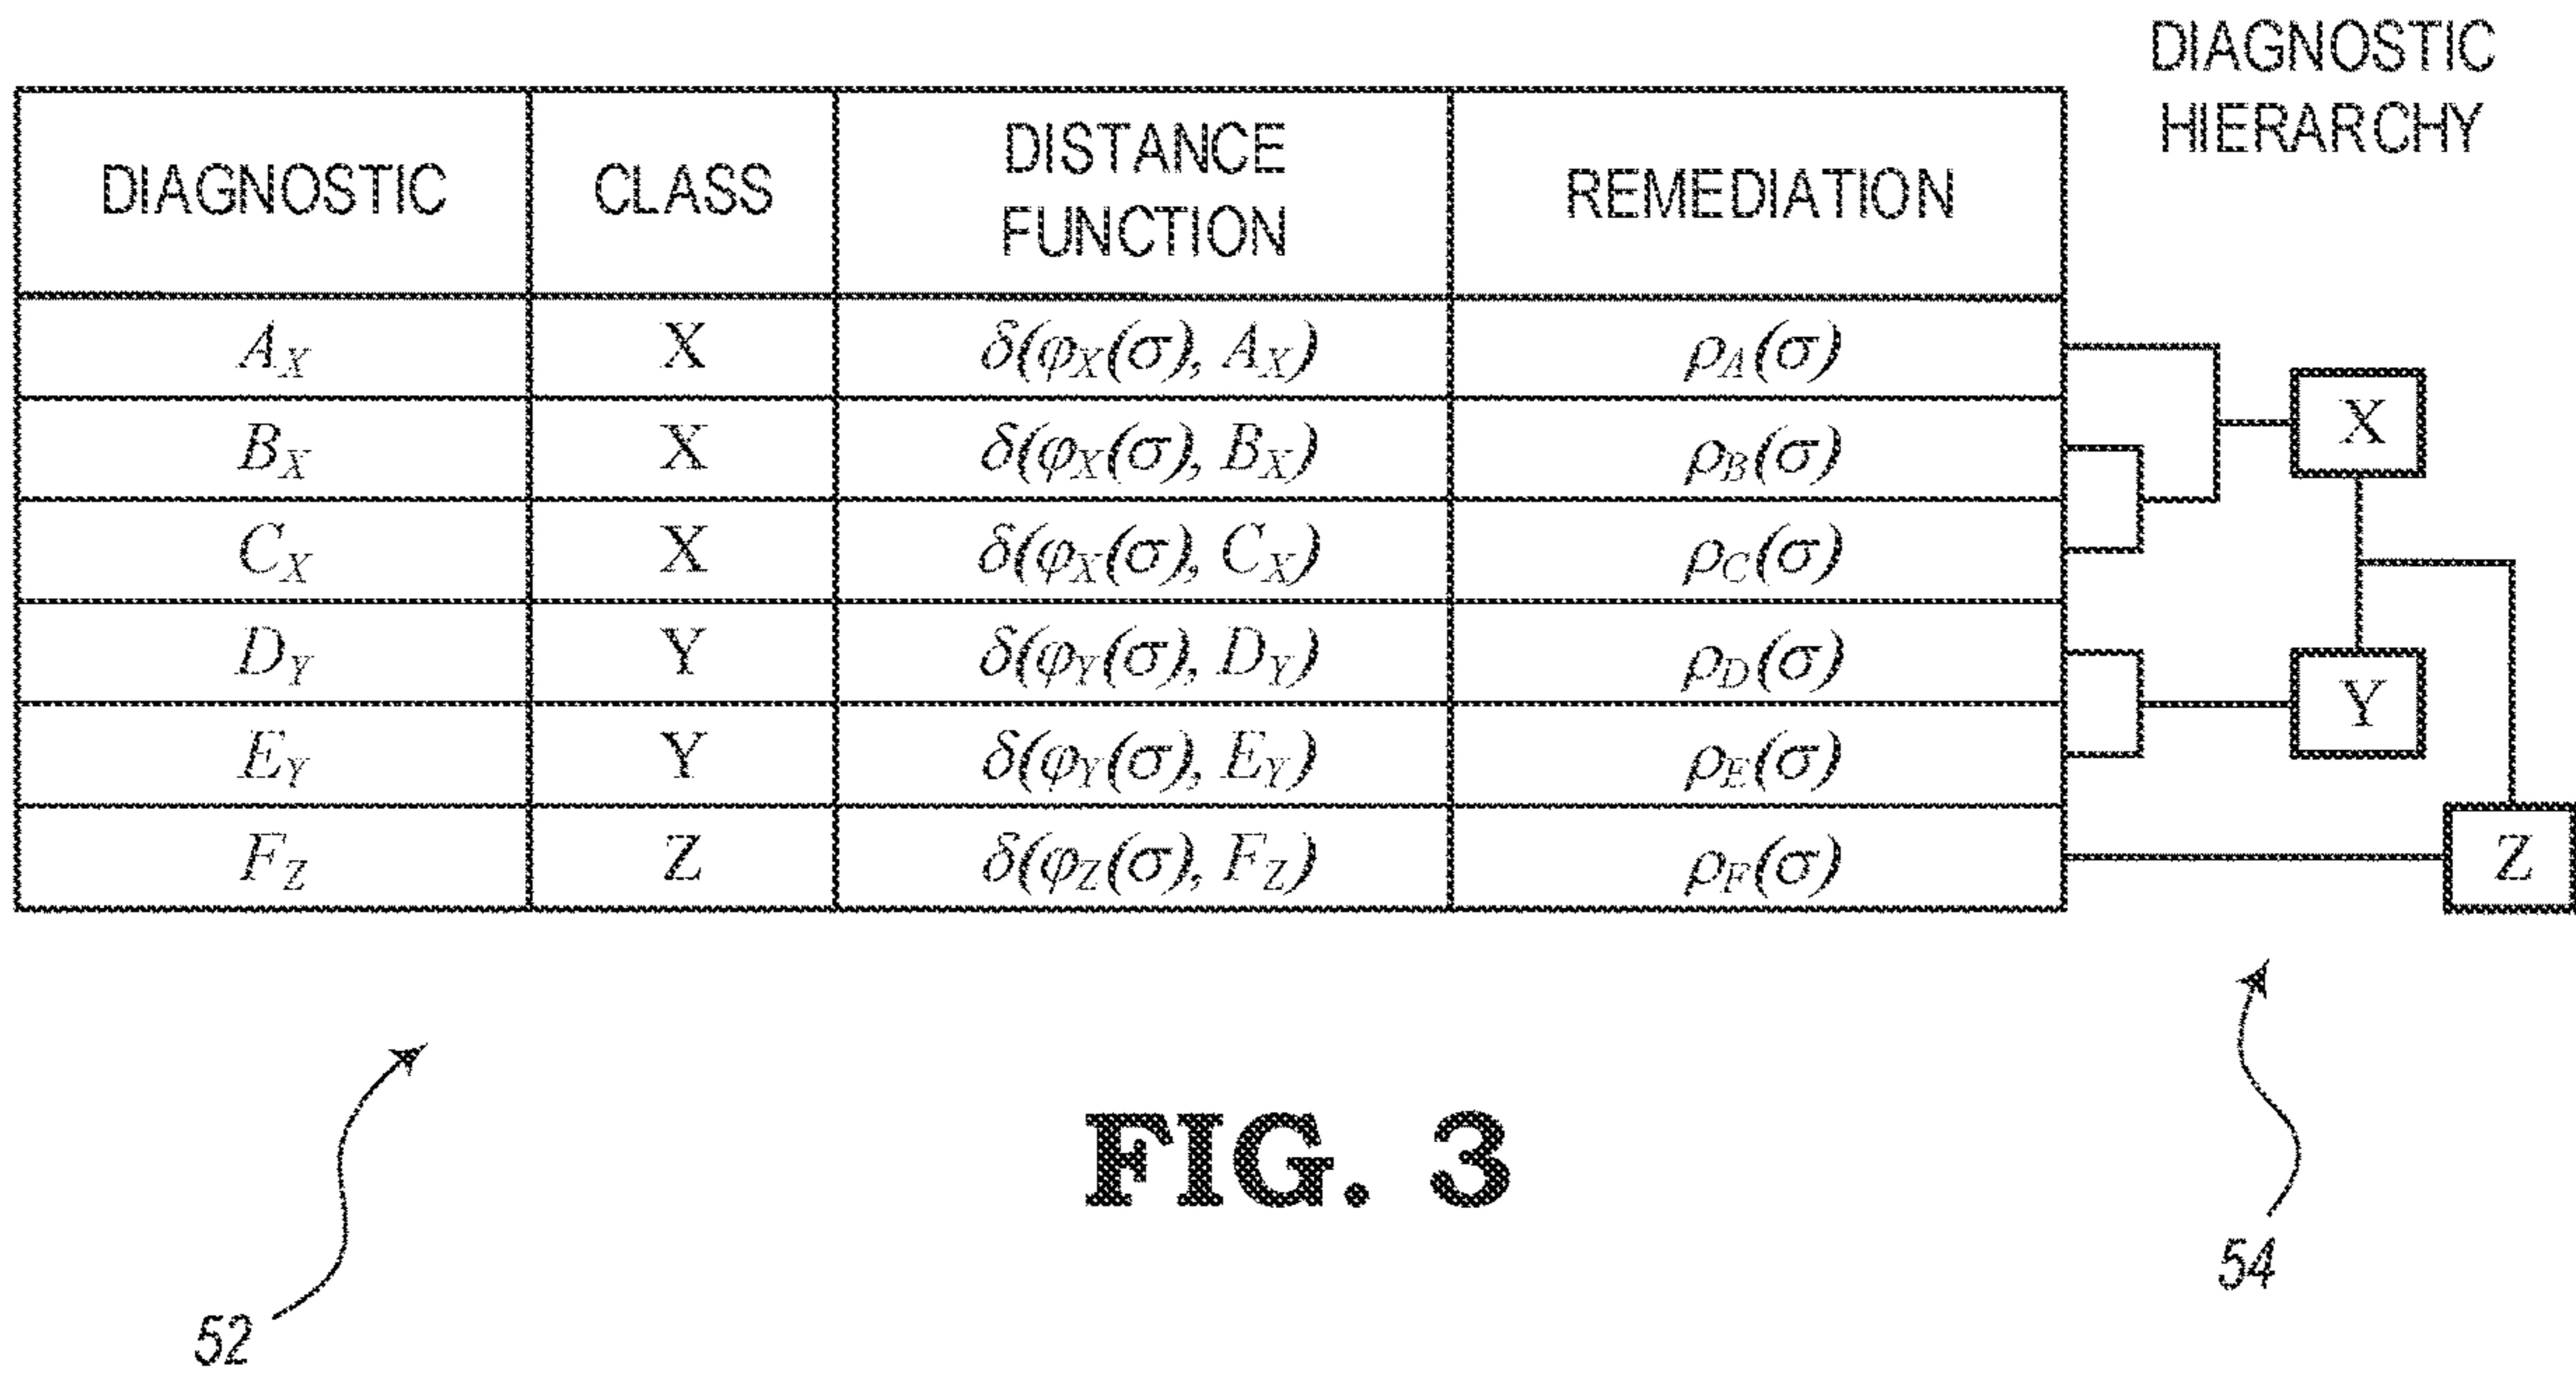 DIAGNOSTIC
HIERARCHY
DIAGNOSTIC CLASS DISTANCE FUNCTION REMEDIATION
A_X X δ(φ_X(σ), A_X) ρ_A(σ)
B_X X δ(φ_X(σ), B_X) ρ_B(σ)
C_X X δ(φ_X(σ), C_X) ρ_C(σ)
D_Y Y δ(φ_Y(σ), D_Y) ρ_D(σ)
E_Y Y δ(φ_Y(σ), E_Y) ρ_E(σ)
F_Z Z δ(φ_Z(σ), F_Z) ρ_F(σ)
X
Y
Z
52
FIG. 3
54